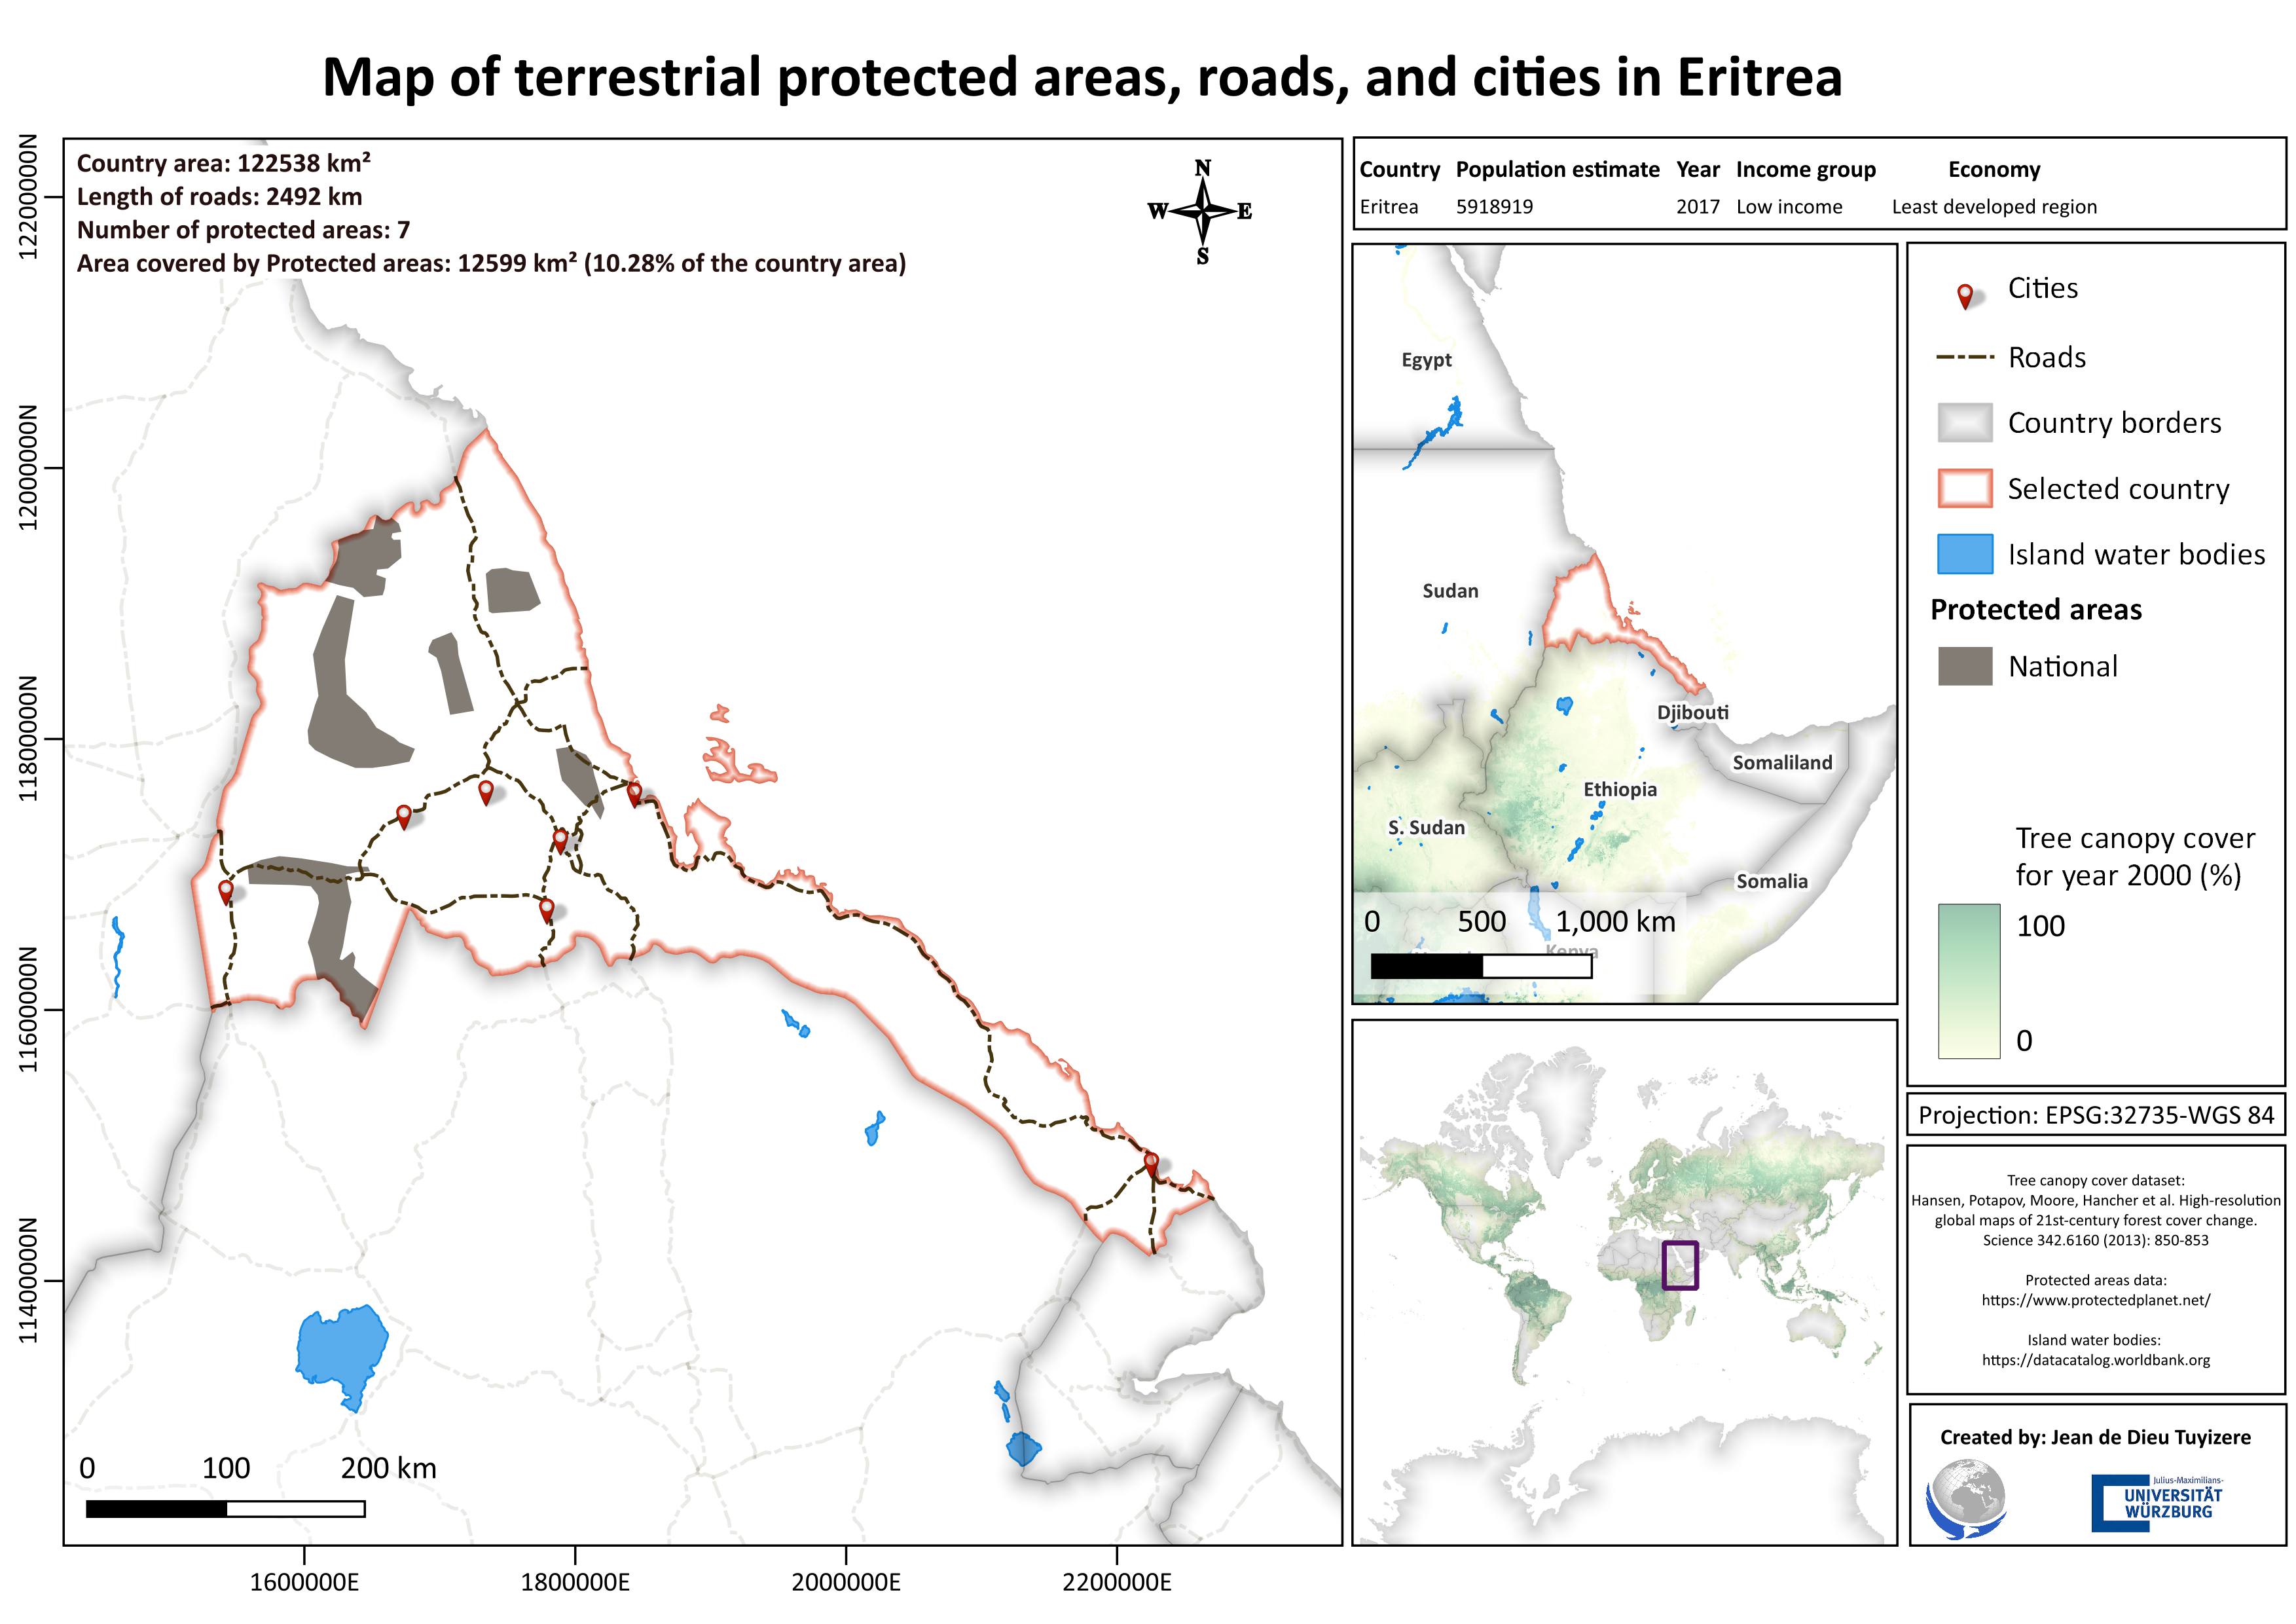 Map of terrestrial protected areas, roads, and cities in Eritrea
Country area: 122538 km²
Length of roads: 2492 km
Number of protected areas: 7
Area covered by Protected areas: 12599 km² (10.28% of the country area)
N
W E
S
12200000N
12000000N
11800000N
11600000N
11400000N
0 100 200 km
1600000E 1800000E 2000000E 2200000E
Country Population estimate Year Income group Economy
Eritrea 5918919 2017 Low income Least developed region
Egypt
Sudan
Djibouti
Somaliland
Ethiopia
S. Sudan
Somalia
0 500 1,000 km
Kenya
Cities
Roads
Country borders
Selected country
Island water bodies
Protected areas
National
Tree canopy cover
for year 2000 (%)
100
0
Projection: EPSG:32735-WGS 84
Tree canopy cover dataset:
Hansen, Potapov, Moore, Hancher et al. High-resolution
global maps of 21st-century forest cover change.
Science 342.6160 (2013): 850-853
Protected areas data:
https://www.protectedplanet.net/
Island water bodies:
https://datacatalog.worldbank.org
Created by: Jean de Dieu Tuyizere
Julius-Maximilians-
UNIVERSITÄT
WÜRZBURG